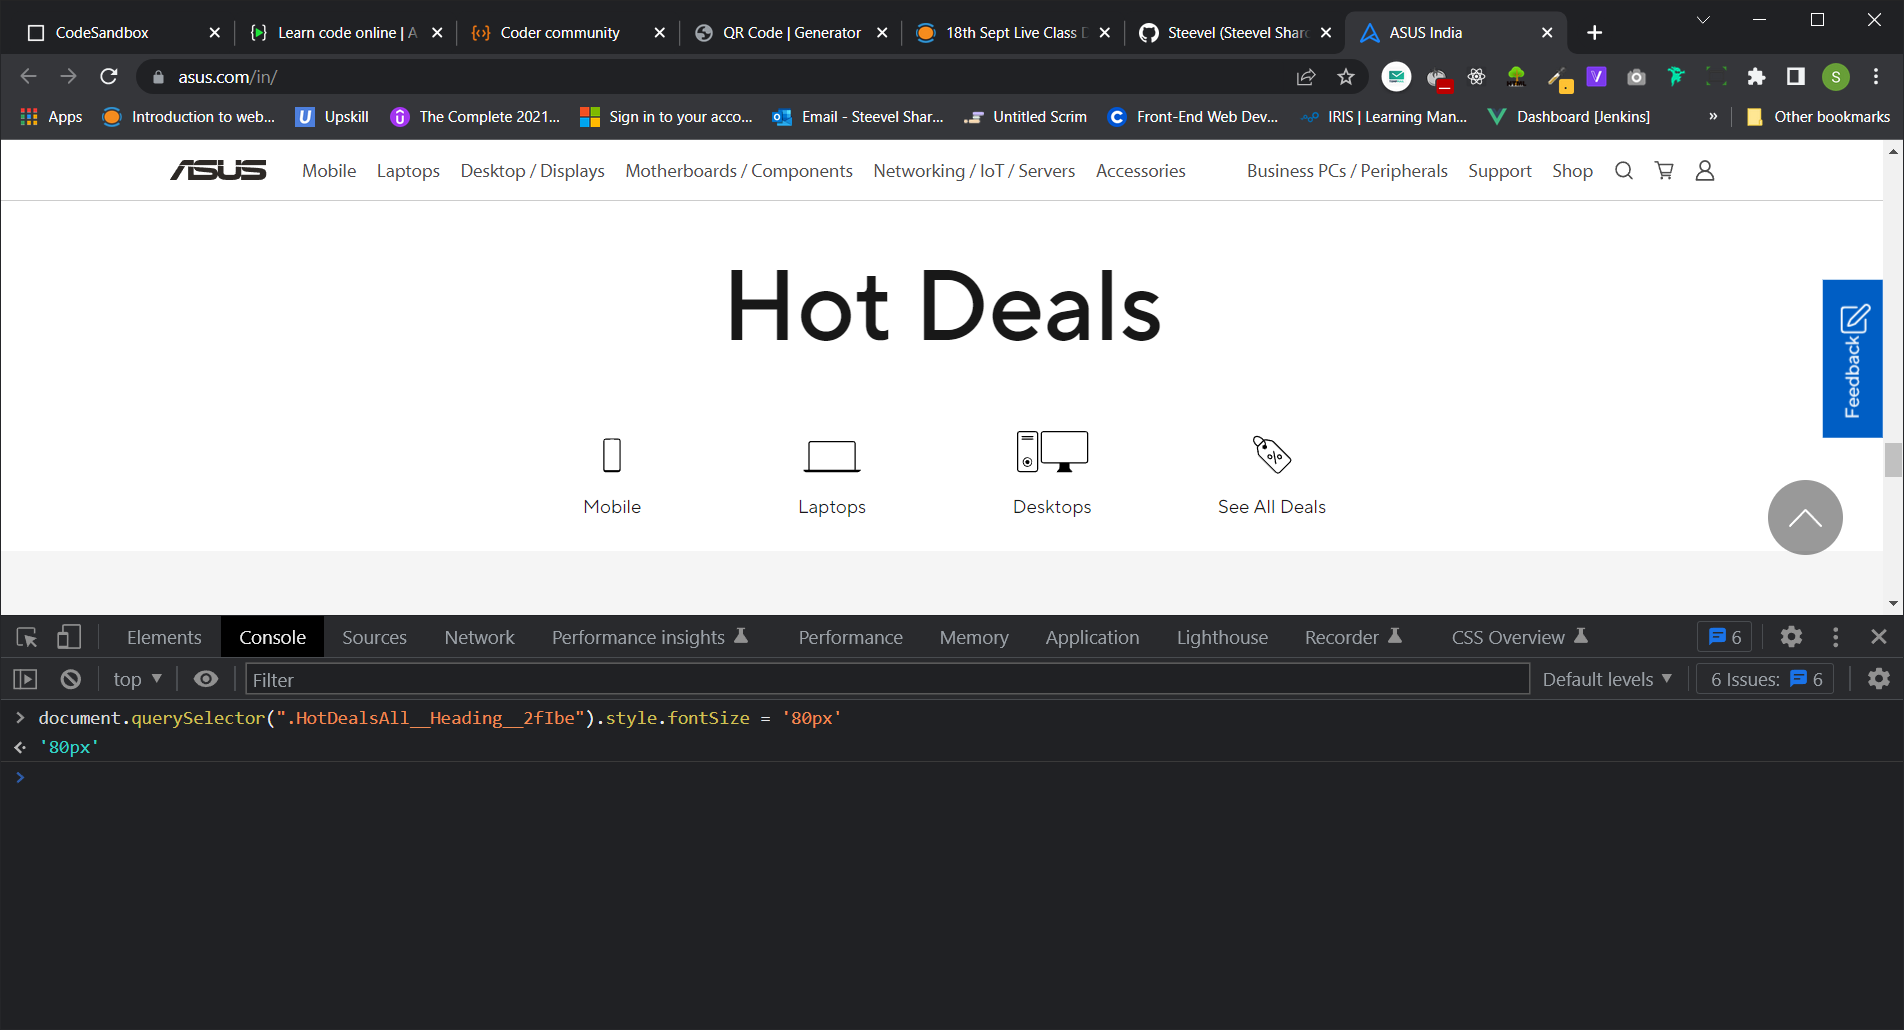 CodeSandbox
Learn code online | A
Coder community
QR Code | Generator
18th Sept Live Class D
Steevel (Steevel Sharo
ASUS India
asus.com/in/
S
Apps
Introduction to web...
Upskill
The Complete 2021...
Sign in to your acco...
Email - Steevel Shar...
Untitled Scrim
Front-End Web Dev...
IRIS | Learning Man...
Dashboard [Jenkins]
»
Other bookmarks
ASUS
Mobile
Laptops
Desktop / Displays
Motherboards / Components
Networking / IoT / Servers
Accessories
Business PCs / Peripherals
Support
Shop
Hot Deals
Feedback
Mobile
Laptops
Desktops
See All Deals
Elements
Console
Sources
Network
Performance insights
Performance
Memory
Application
Lighthouse
Recorder
CSS Overview
6
top
Filter
Default levels
6 Issues:
6
document.querySelector(".HotDealsAll__Heading__2fIbe").style.fontSize = '80px'
'80px'